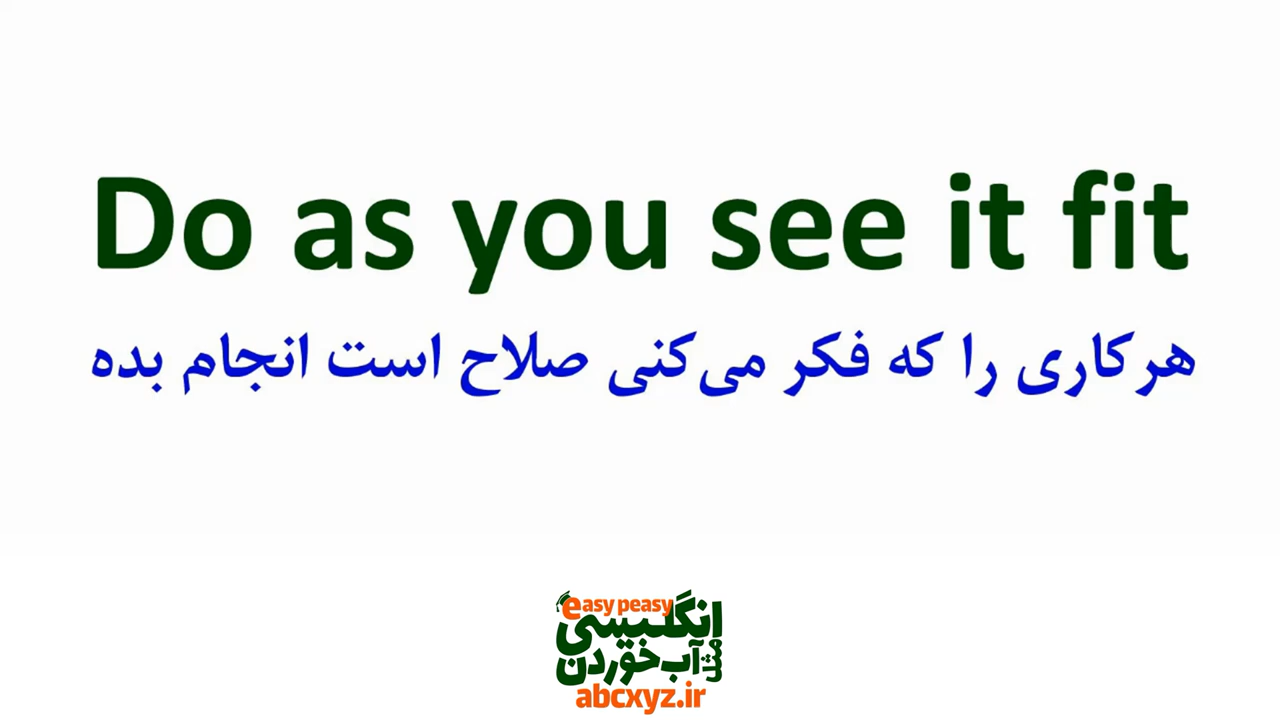 Do as you see it fit
هرکاری را که فکر می‌کنی صلاح است انجام بده
easy peasy
انگلیسی
مثل آب خوردن
abcxyz.ir